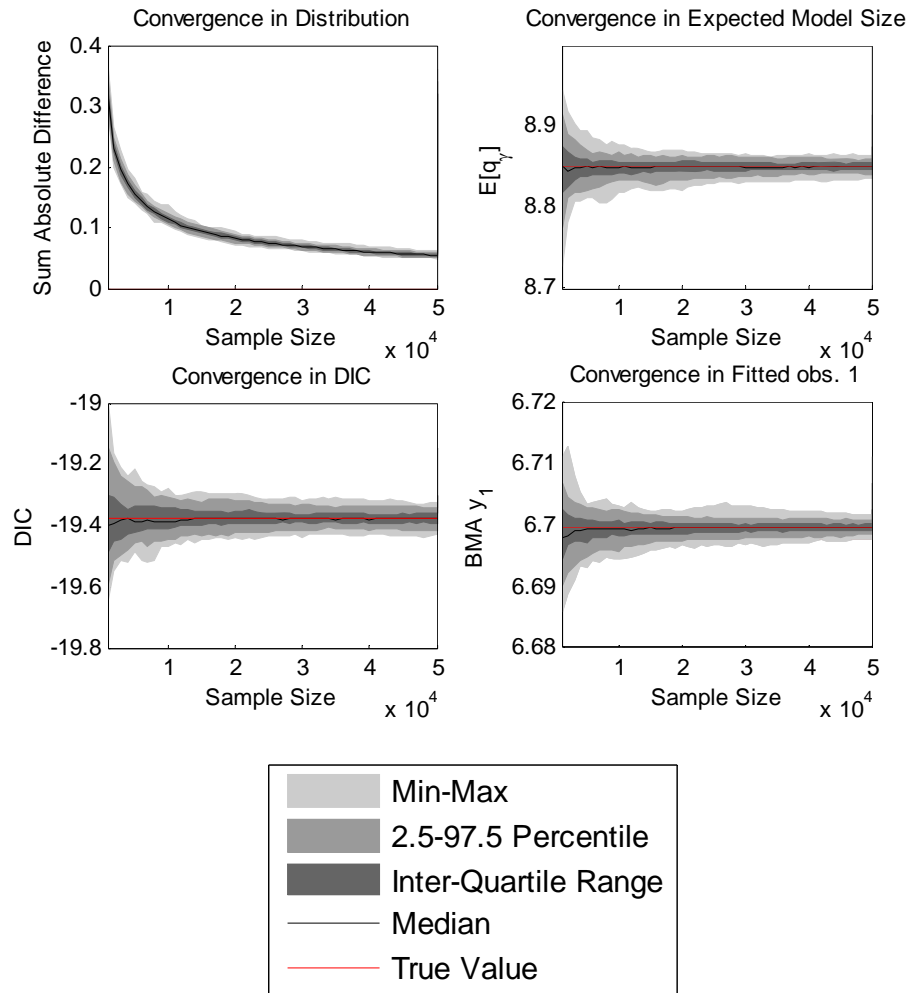 Convergence in Distribution
Sum Absolute Difference
0.4
0.3
0.2
0.1
0
1 2 3 4 5
Sample Size
x 10^4
Convergence in Expected Model Size
E[q_γ]
8.9
8.8
8.7
1 2 3 4 5
Sample Size
x 10^4
Convergence in DIC
DIC
-19
-19.2
-19.4
-19.6
-19.8
1 2 3 4 5
Sample Size
x 10^4
Convergence in Fitted obs. 1
BMA y_1
6.72
6.71
6.7
6.69
6.68
1 2 3 4 5
Sample Size
x 10^4
Min-Max
2.5-97.5 Percentile
Inter-Quartile Range
Median
True Value